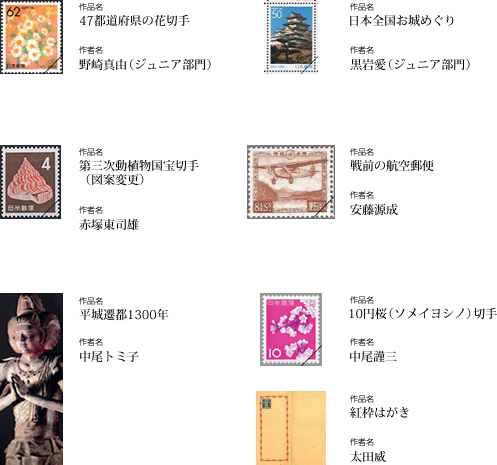 62
作品名
47都道府県の花切手
作者名
野崎真由（ジュニア部門）
50
作品名
日本全国お城めぐり
作者名
黒岩愛（ジュニア部門）
4
日本郵便
作品名
第三次動植物国宝切手
（図案変更）
作者名
赤塚東司雄
作品名
戦前の航空郵便
作者名
安藤源成
作品名
平城遷都1300年
作者名
中尾トミ子
日本郵便
10
作品名
10円桜（ソメイヨシノ）切手
作者名
中尾謹三
作品名
紅枠はがき
作者名
太田威